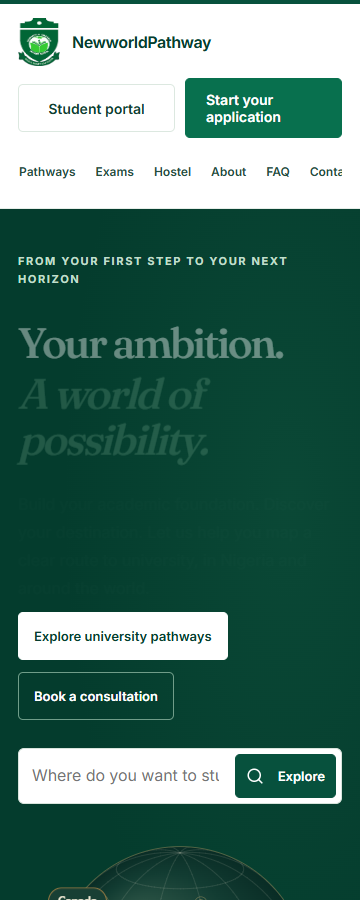 NewworldPathway
Student portal
Start your
application
Pathways Exams Hostel About FAQ Conta
FROM YOUR FIRST STEP TO YOUR NEXT
HORIZON
Your ambition.
A world of
possibility.
Explore university pathways
Book a consultation
Where do you want to stu
Explore
Canada